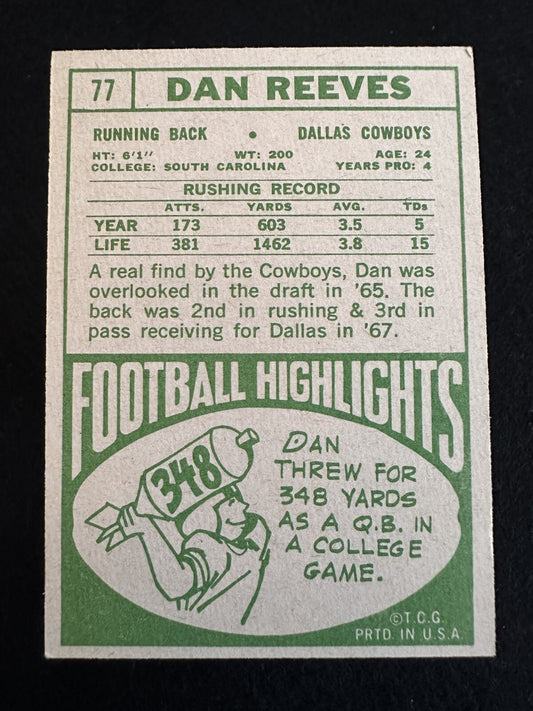 77 DAN REEVES
RUNNING BACK • DALLAS COWBOYS
HT: 6'1" WT: 200 AGE: 24
COLLEGE: SOUTH CAROLINA YEARS PRO: 4
RUSHING RECORD
ATTS. YARDS AVG. TDs
YEAR 173 603 3.5 5
LIFE 381 1462 3.8 15
A real find by the Cowboys, Dan was
overlooked in the draft in '65. The
back was 2nd in rushing & 3rd in
pass receiving for Dallas in '67.
FOOTBALL HIGHLIGHTS
348
DAN
THREW FOR
348 YARDS
AS A Q.B. IN
A COLLEGE
GAME.
©T.C.G.
PRTD. IN U.S.A